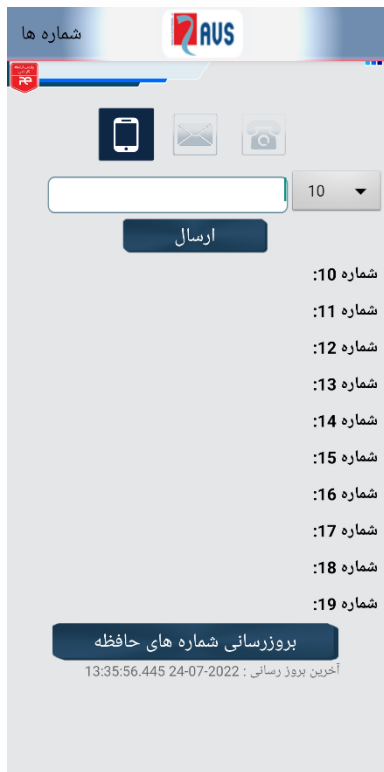 شماره ها
AVS
10
ارسال
شماره 10:
شماره 11:
شماره 12:
شماره 13:
شماره 14:
شماره 15:
شماره 16:
شماره 17:
شماره 18:
شماره 19:
بروزرسانی شماره های حافظه
آخرین بروز رسانی : 2022-07-24 13:35:56.445